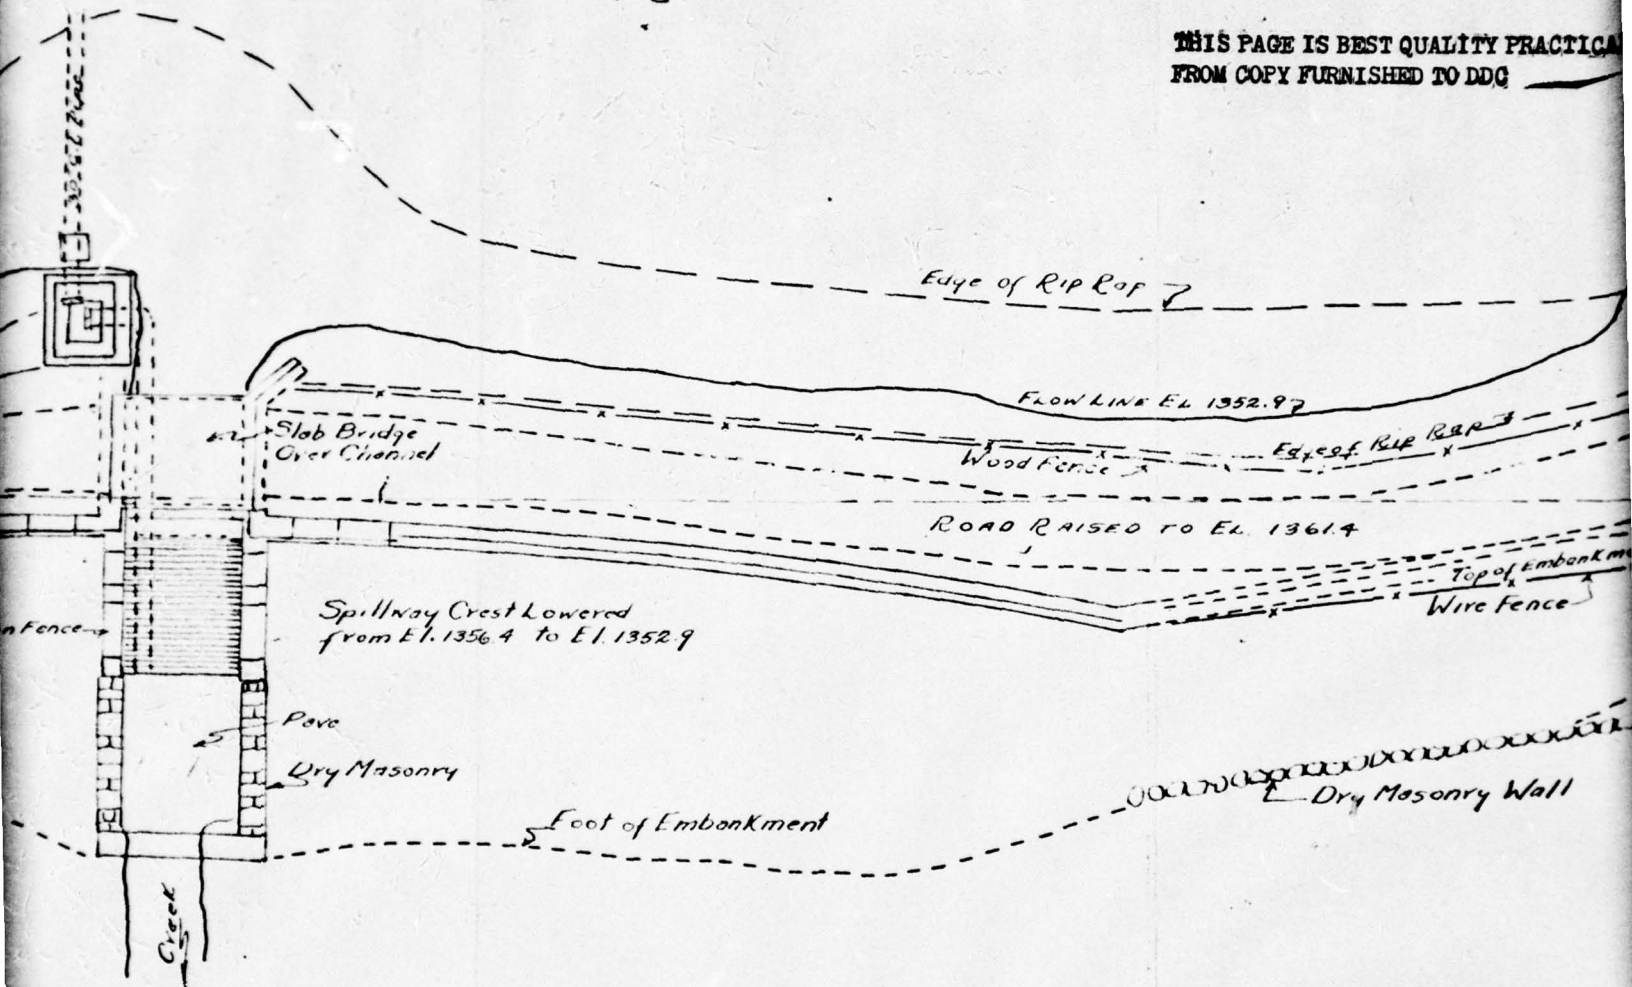 THIS PAGE IS BEST QUALITY PRACTICA
FROM COPY FURNISHED TO DDC
Edge of Rip Rap
FLOW LINE EL 1352.9
Slab Bridge
Over Channel
Edge of Rip Rap
Wood Fence
ROAD RAISED TO EL. 1361.4
Top of Embankme
Wire Fence
Spillway Crest Lowered
from El. 1356.4 to El. 1352.9
n Fence
Pave
Dry Masonry
Dry Masonry Wall
Foot of Embankment
Creek